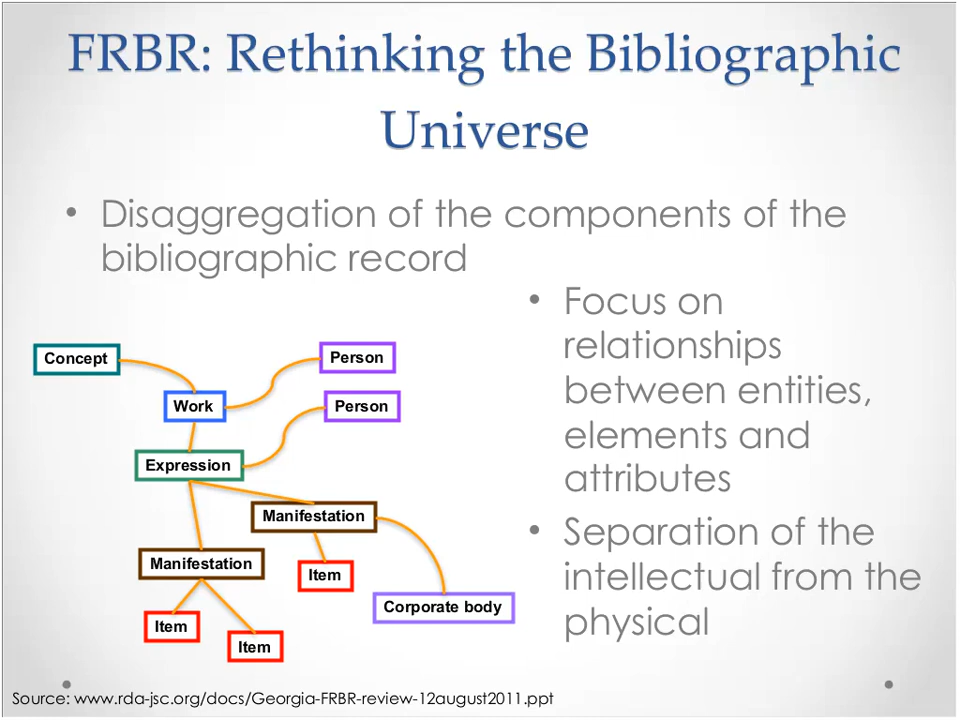 FRBR: Rethinking the Bibliographic
Universe
• Disaggregation of the components of the
bibliographic record
• Focus on
relationships
between entities,
elements and
attributes
• Separation of the
intellectual from the
physical
Concept
Person
Work
Person
Expression
Manifestation
Manifestation
Item
Corporate body
Item
Item
Source: www.rda-jsc.org/docs/Georgia-FRBR-review-12august2011.ppt